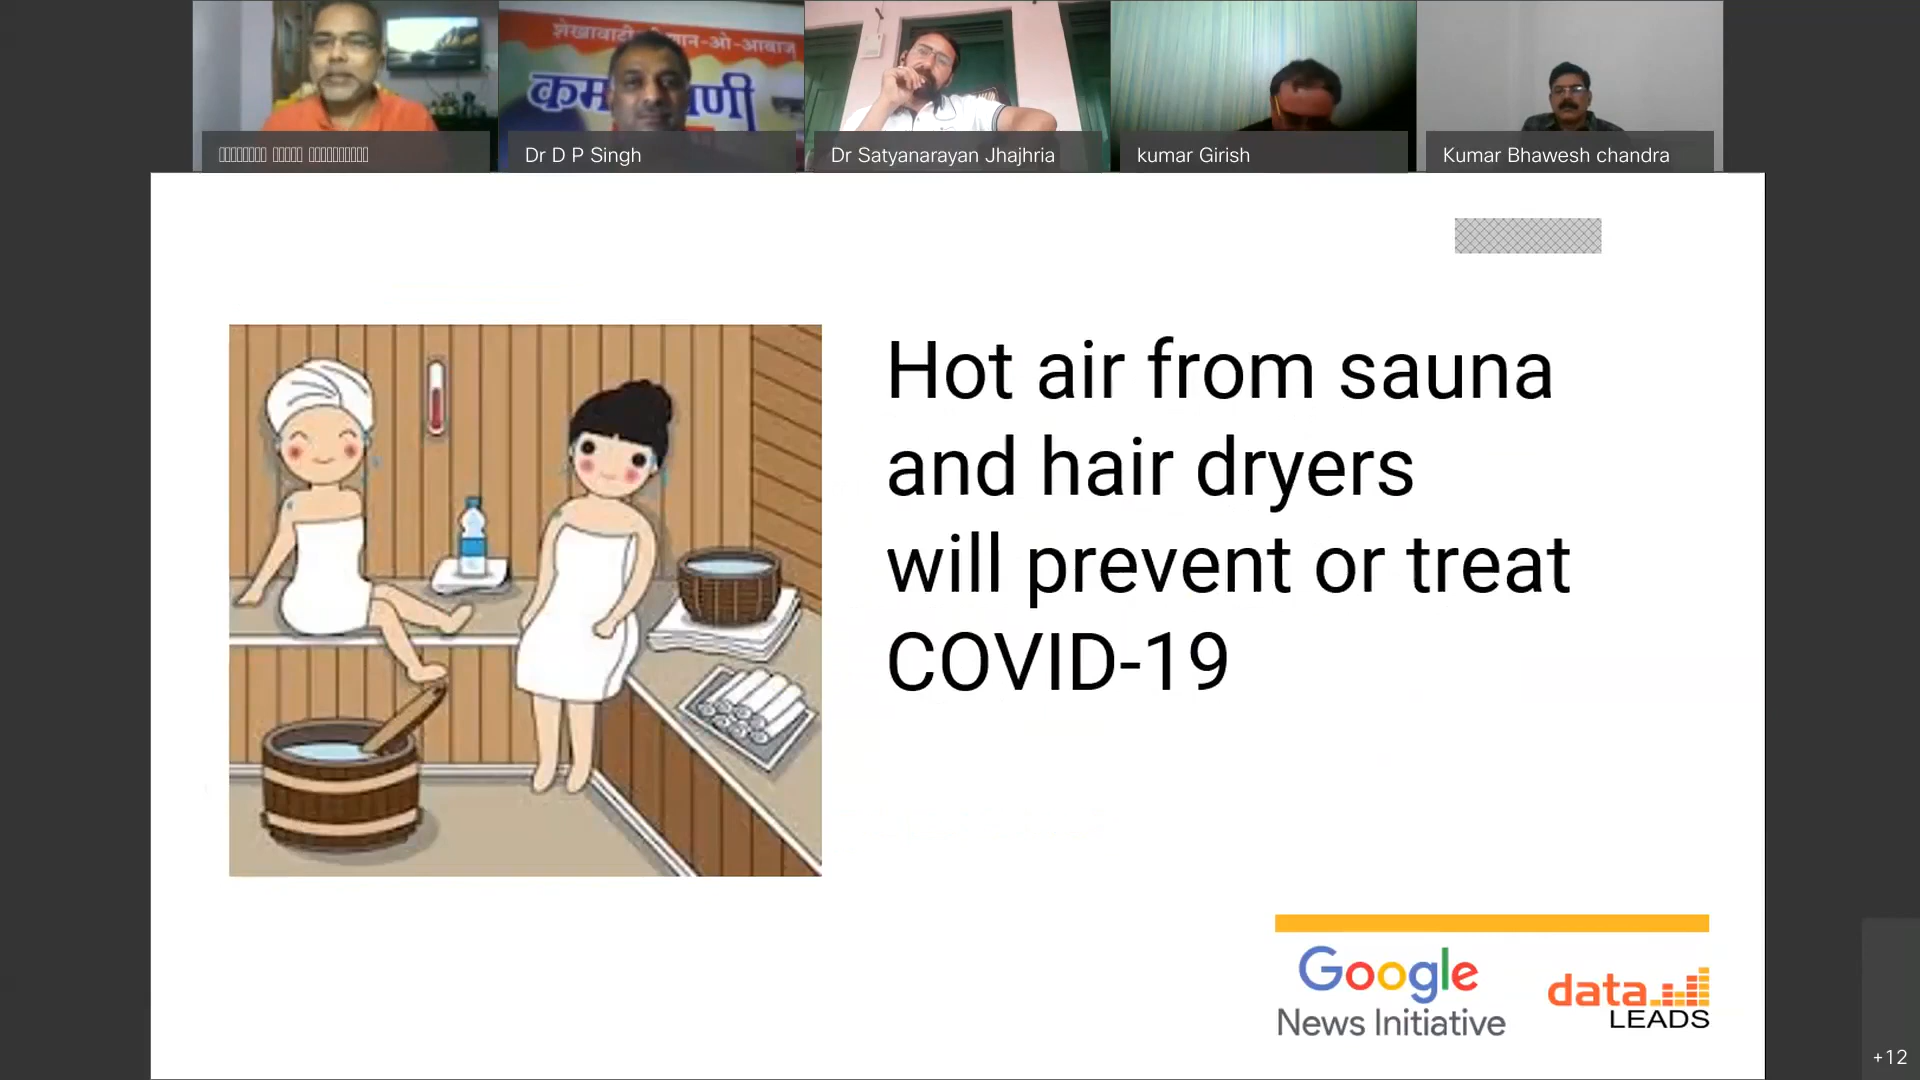 शेखावाटी
न-ओ-आबाज
Dr D P Singh
Dr Satyanarayan Jhajhria
kumar Girish
Kumar Bhawesh chandra
Hot air from sauna
and hair dryers
will prevent or treat
COVID-19
Google
News Initiative
data
LEADS
+12